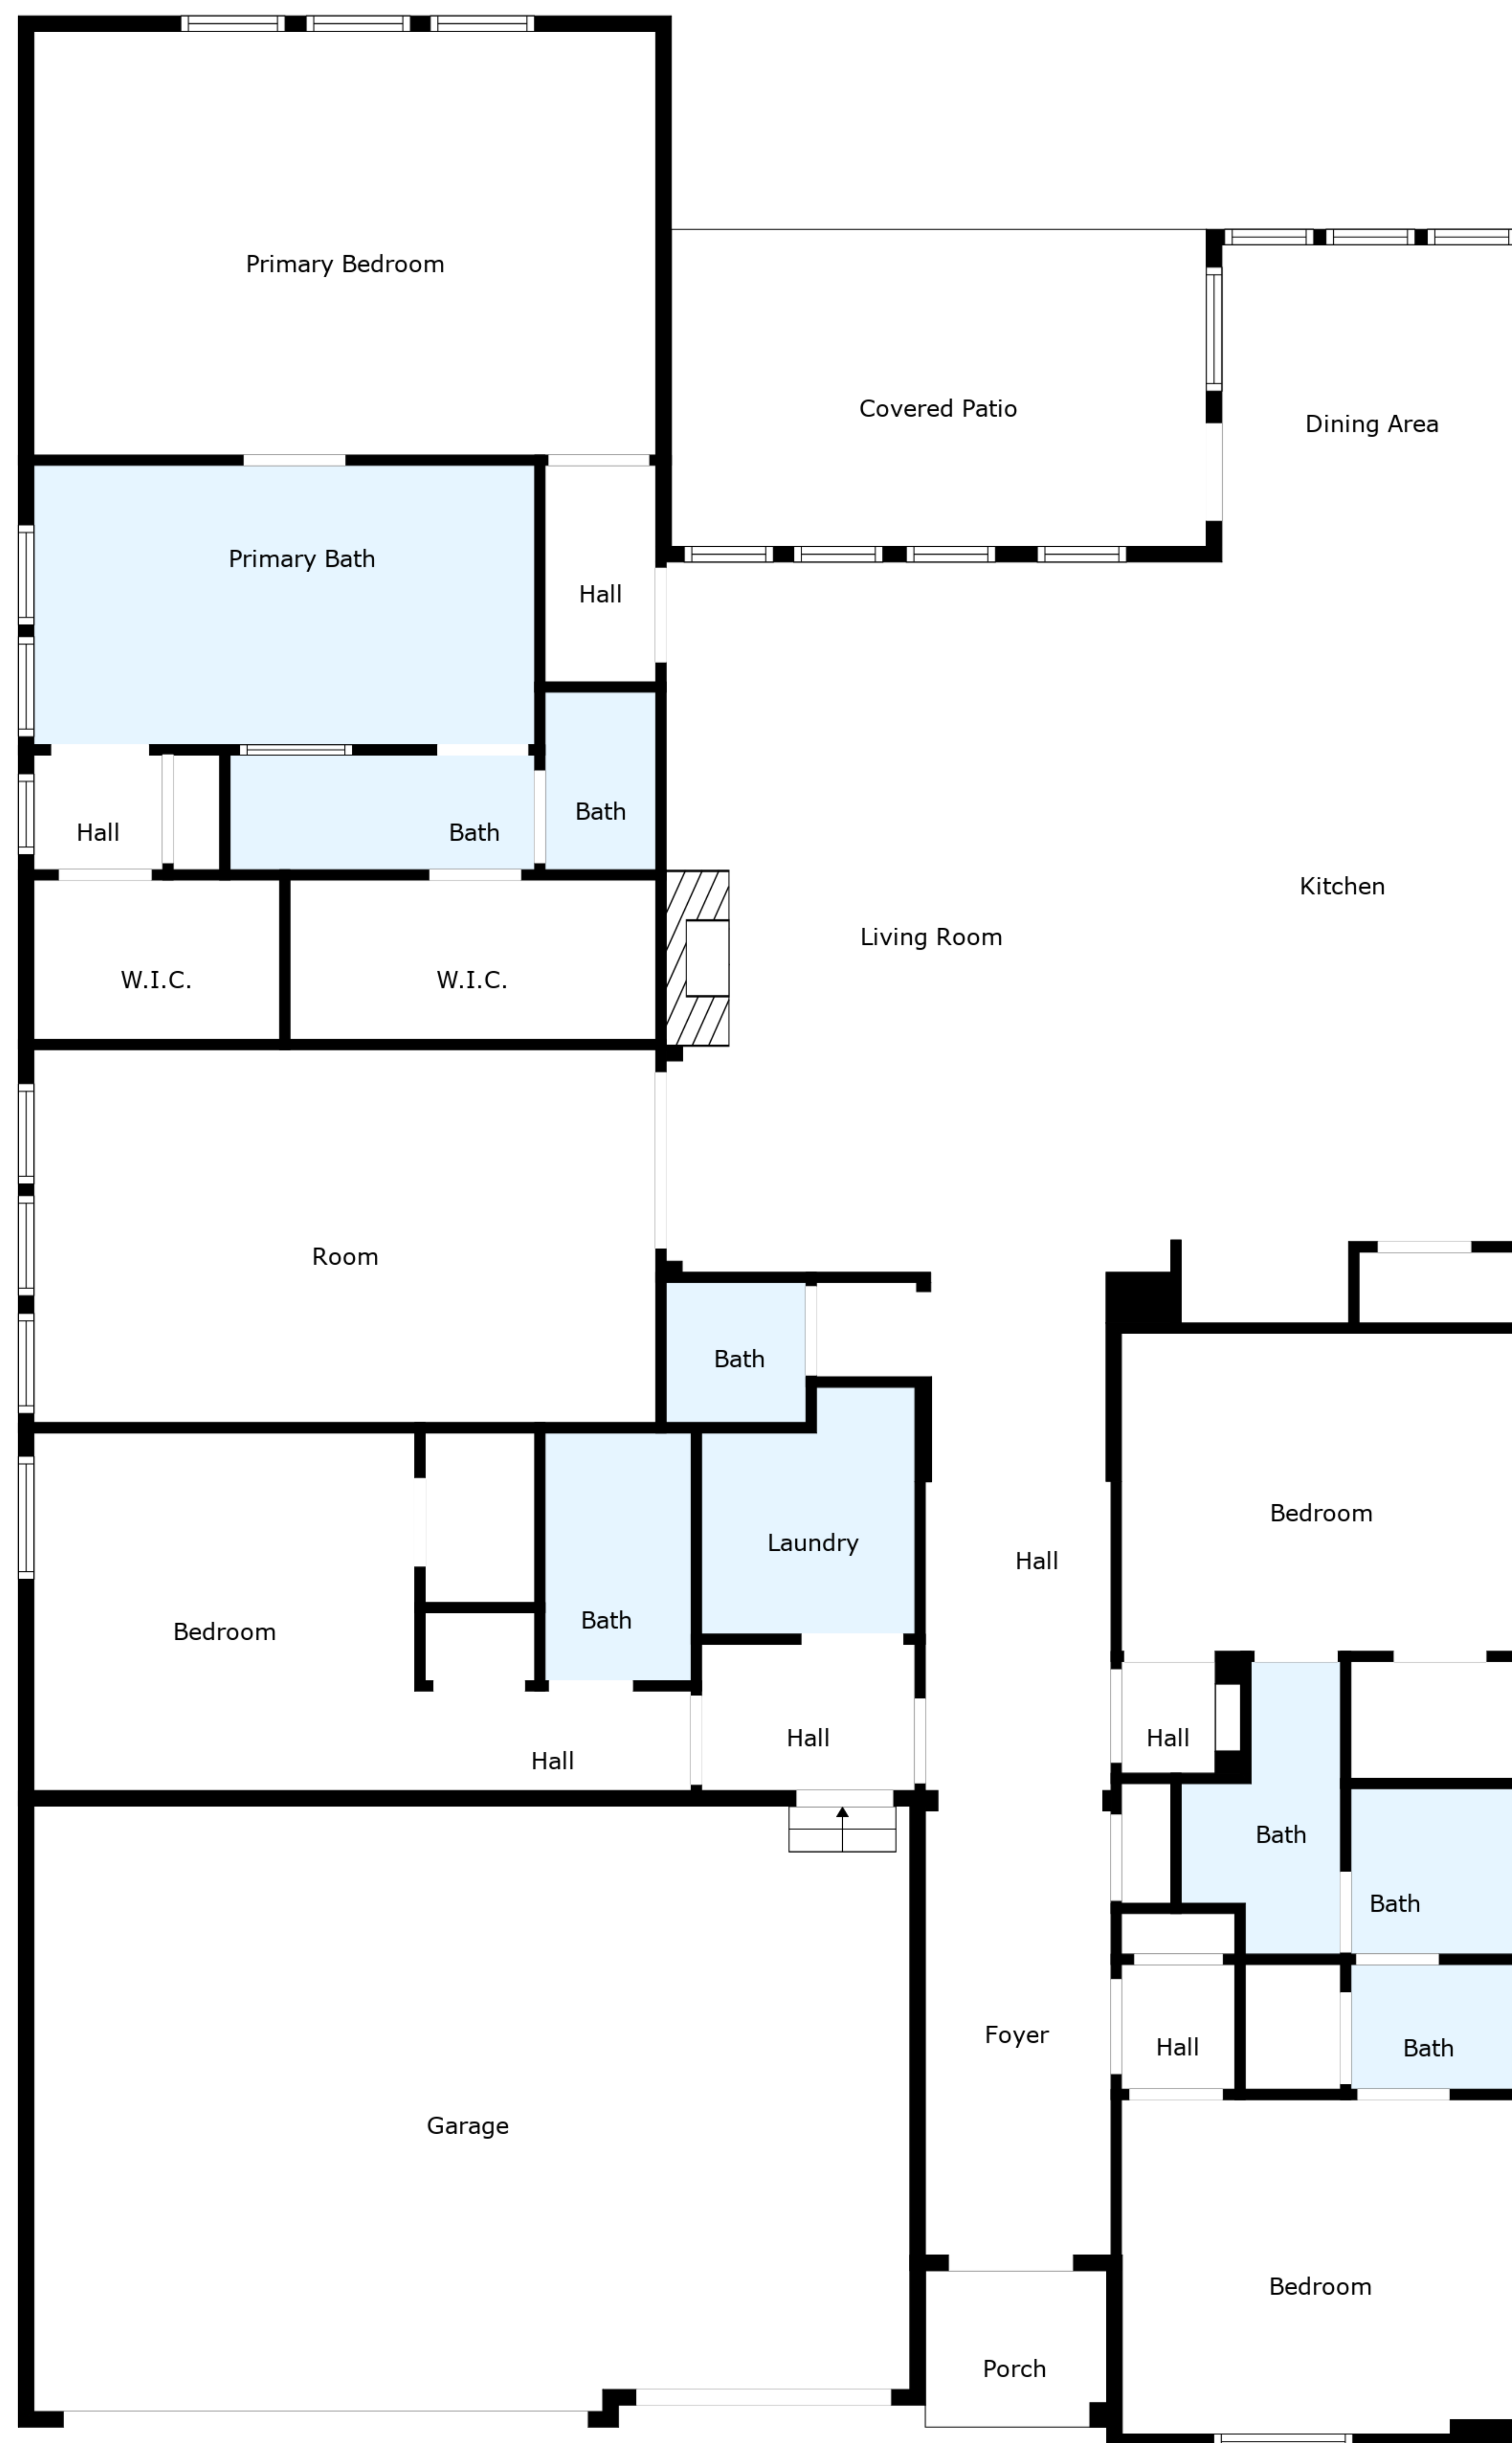 Primary Bedroom
Covered Patio
Dining Area
Primary Bath
Hall
Bath
Hall
Bath
Kitchen
Living Room
W.I.C.
W.I.C.
Room
Bath
Bedroom
Laundry
Hall
Bath
Bedroom
Hall
Hall
Hall
Bath
Bath
Foyer
Hall
Bath
Garage
Bedroom
Porch